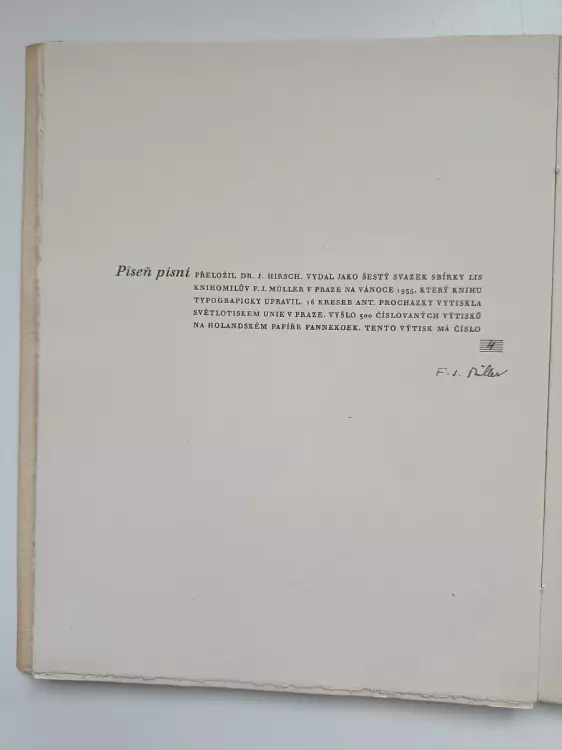 Píseň písní PŘELOŽIL DR. J. HIRSCH. VYDAL JAKO ŠESTÝ SVAZEK SBÍRKY LIS
KNIHOMILŮV F. J. MÜLLER V PRAZE NA VÁNOCE 1935, KTERÝ KNIHU
TYPOGRAFICKY UPRAVIL. 16 KRESEB ANT. PROCHÁZKY VYTISKLA
SVĚTLOTISKEM UNIE V PRAZE. VYŠLO 300 ČÍSLOVANÝCH VÝTISKŮ
NA HOLANDSKÉM PAPÍŘE PANNEKOEK. TENTO VÝTISK MÁ ČÍSLO
4
F. J. Müller